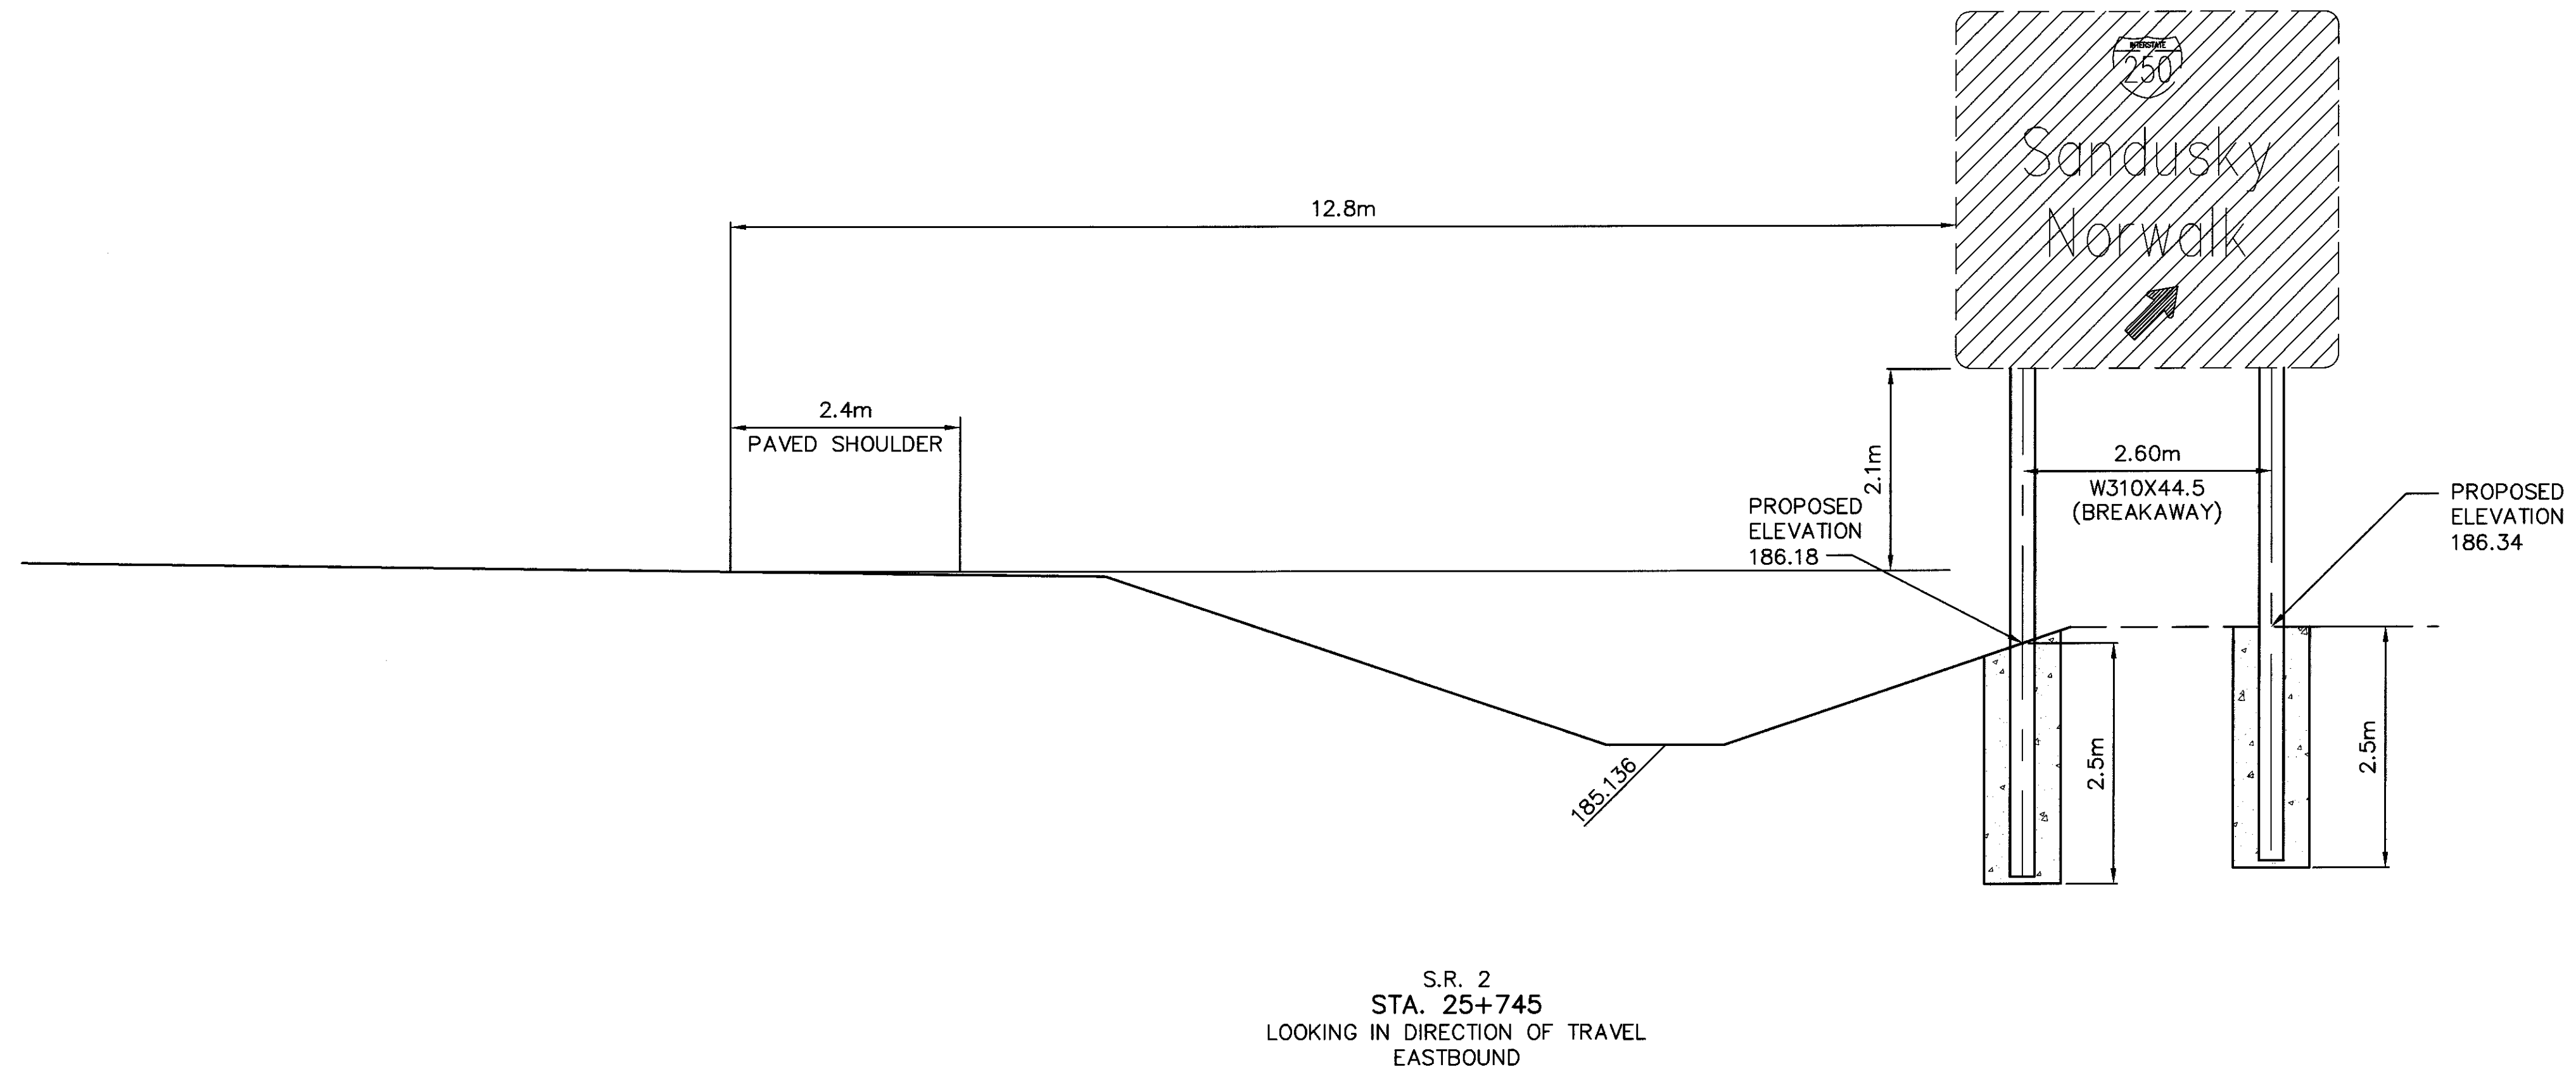 INTERSTATE
250
Sandusky
Norwalk
12.8m
2.4m
PAVED SHOULDER
2.1m
2.60m
W310X44.5
(BREAKAWAY)
PROPOSED
ELEVATION
186.18
PROPOSED
ELEVATION
186.34
185.136
2.5m
2.5m
S.R. 2
STA. 25+745
LOOKING IN DIRECTION OF TRAVEL
EASTBOUND